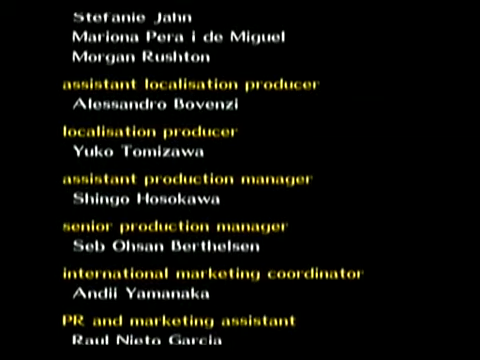 Stefanie Jahn
Mariona Pera i de Miguel
Morgan Rushton
assistant localisation producer
Alessandro Bovenzi
localisation producer
Yuko Tomizawa
assistant production manager
Shingo Hosokawa
senior production manager
Seb Ohsan Berthelsen
international marketing coordinator
Andii Yamanaka
PR and marketing assistant
Raul Nieto Garcia